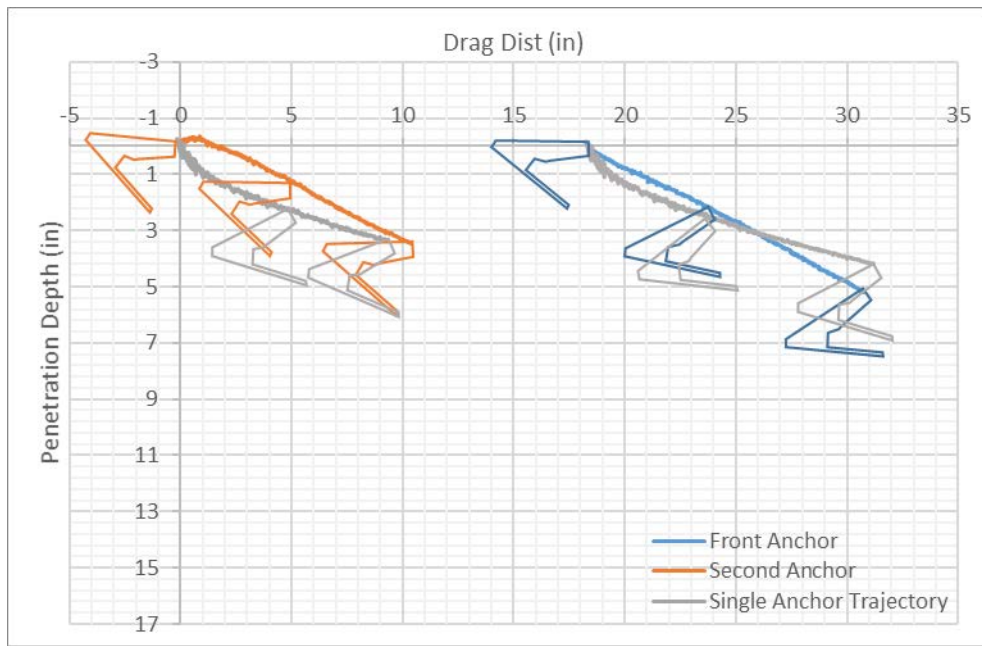 Drag Dist (in)
-3
-1
-5 0 5 10 15 20 25 30 35
1
3
5
7
9
11
13
15
17
Penetration Depth (in)
Front Anchor
Second Anchor
Single Anchor Trajectory